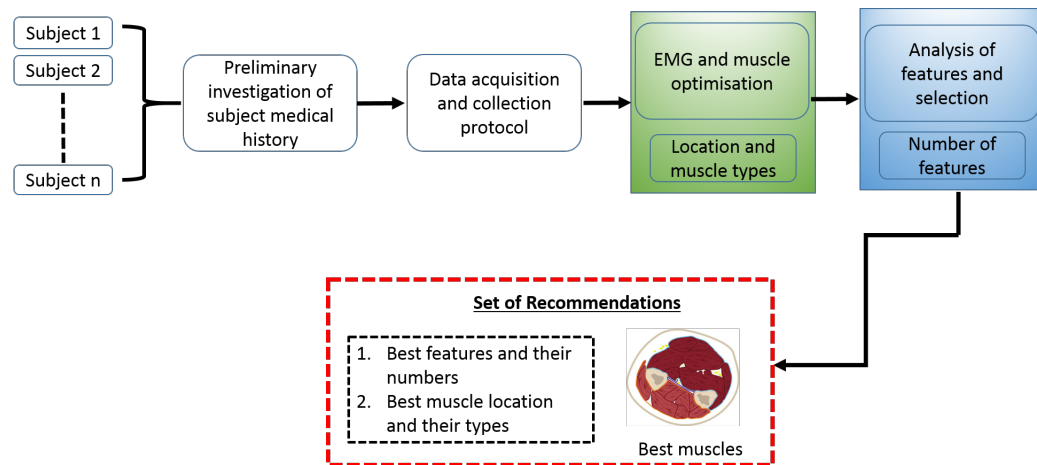 Subject 1
Subject 2
Subject n
Preliminary
investigation of
subject medical
history
Data acquisition
and collection
protocol
EMG and muscle
optimisation
Location and
muscle types
Analysis of
features and
selection
Number of
features
Set of Recommendations
1. Best features and their
numbers
2. Best muscle location
and their types
Best muscles